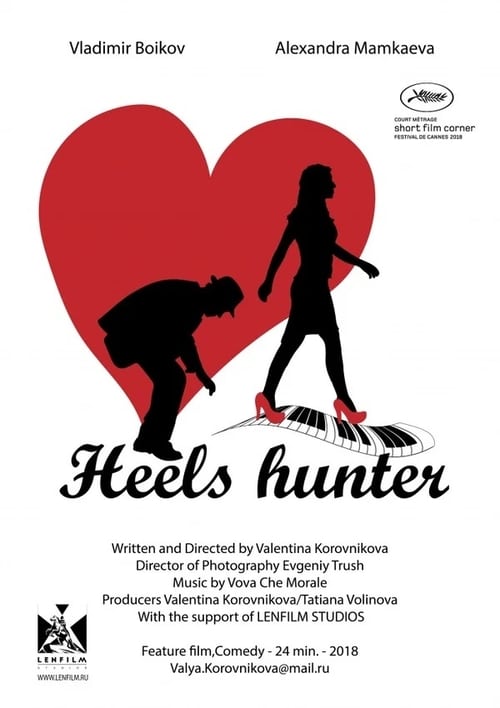 Vladimir Boikov
Alexandra Mamkaeva
COURT MÉTRAGE
short film corner
FESTIVAL DE CANNES 2018
Heels hunter
Written and Directed by Valentina Korovnikova
Director of Photography Evgeniy Trush
Music by Vova Che Morale
Producers Valentina Korovnikova/Tatiana Volinova
With the support of LENFILM STUDIOS
Feature film,Comedy - 24 min. - 2018
Valya.Korovnikova@mail.ru
LENFILM
STUDIOS
WWW.LENFILM.RU